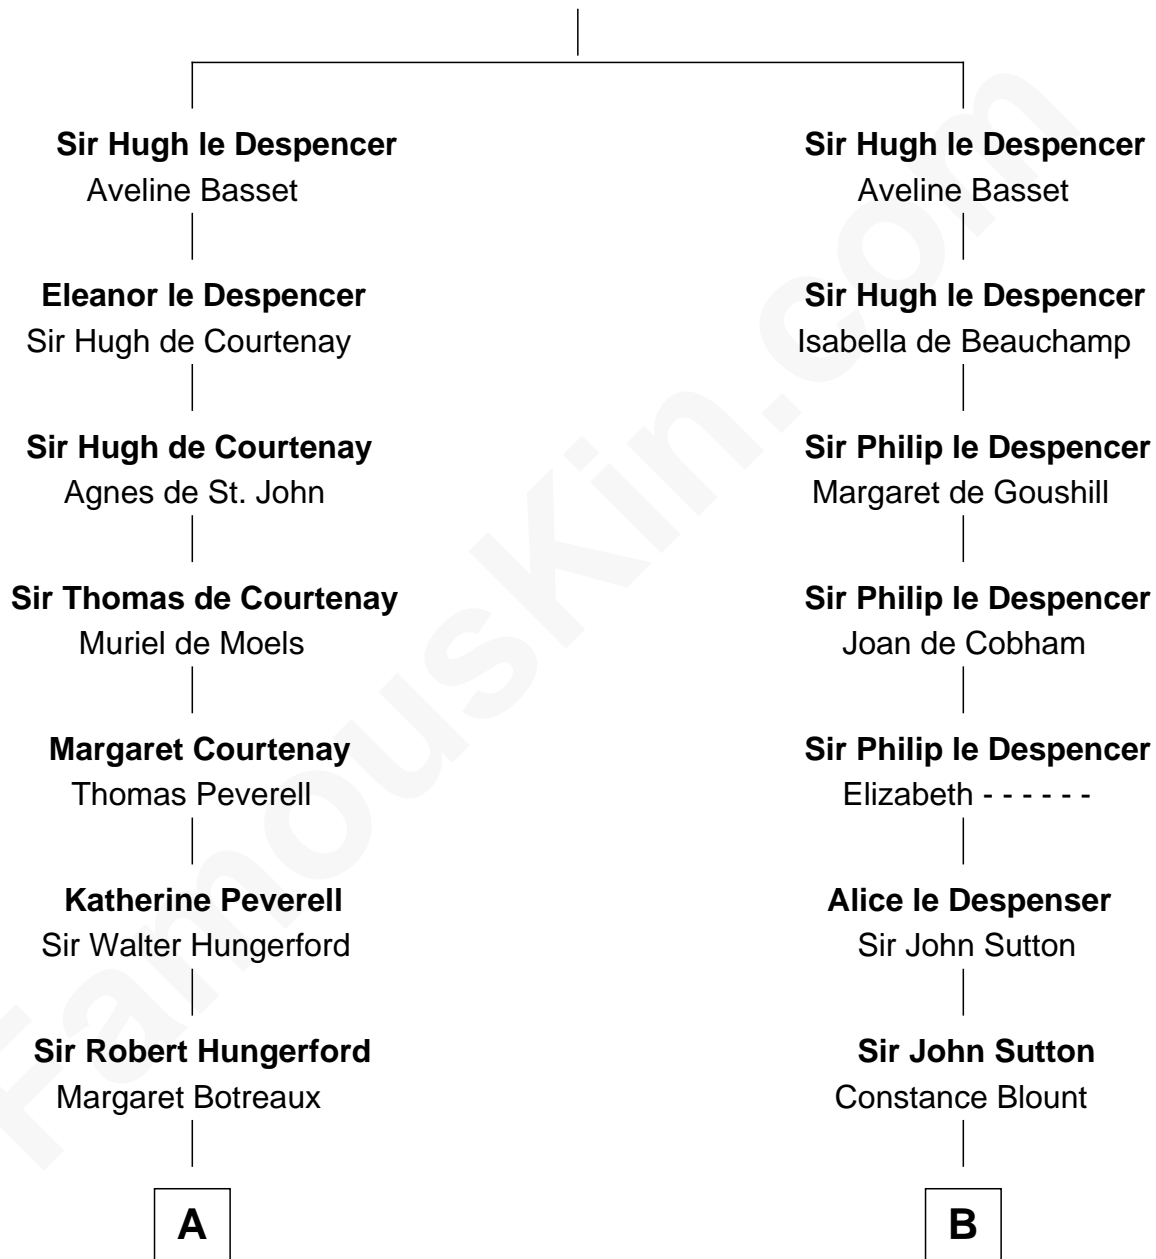 Sir Hugh le Despencer
Aveline Basset
Eleanor le Despencer
Sir Hugh de Courtenay
Sir Hugh de Courtenay
Agnes de St. John
Sir Thomas de Courtenay
Muriel de Moels
Margaret Courtenay
Thomas Peverell
Katherine Peverell
Sir Walter Hungerford
Sir Robert Hungerford
Margaret Botreaux
A
Sir Hugh le Despencer
Aveline Basset
Sir Hugh le Despencer
Isabella de Beauchamp
Sir Philip le Despencer
Margaret de Goushill
Sir Philip le Despencer
Joan de Cobham
Sir Philip le Despencer
Elizabeth - - - - - -
Alice le Despenser
Sir John Sutton
Sir John Sutton
Constance Blount
B
FamousKin.com